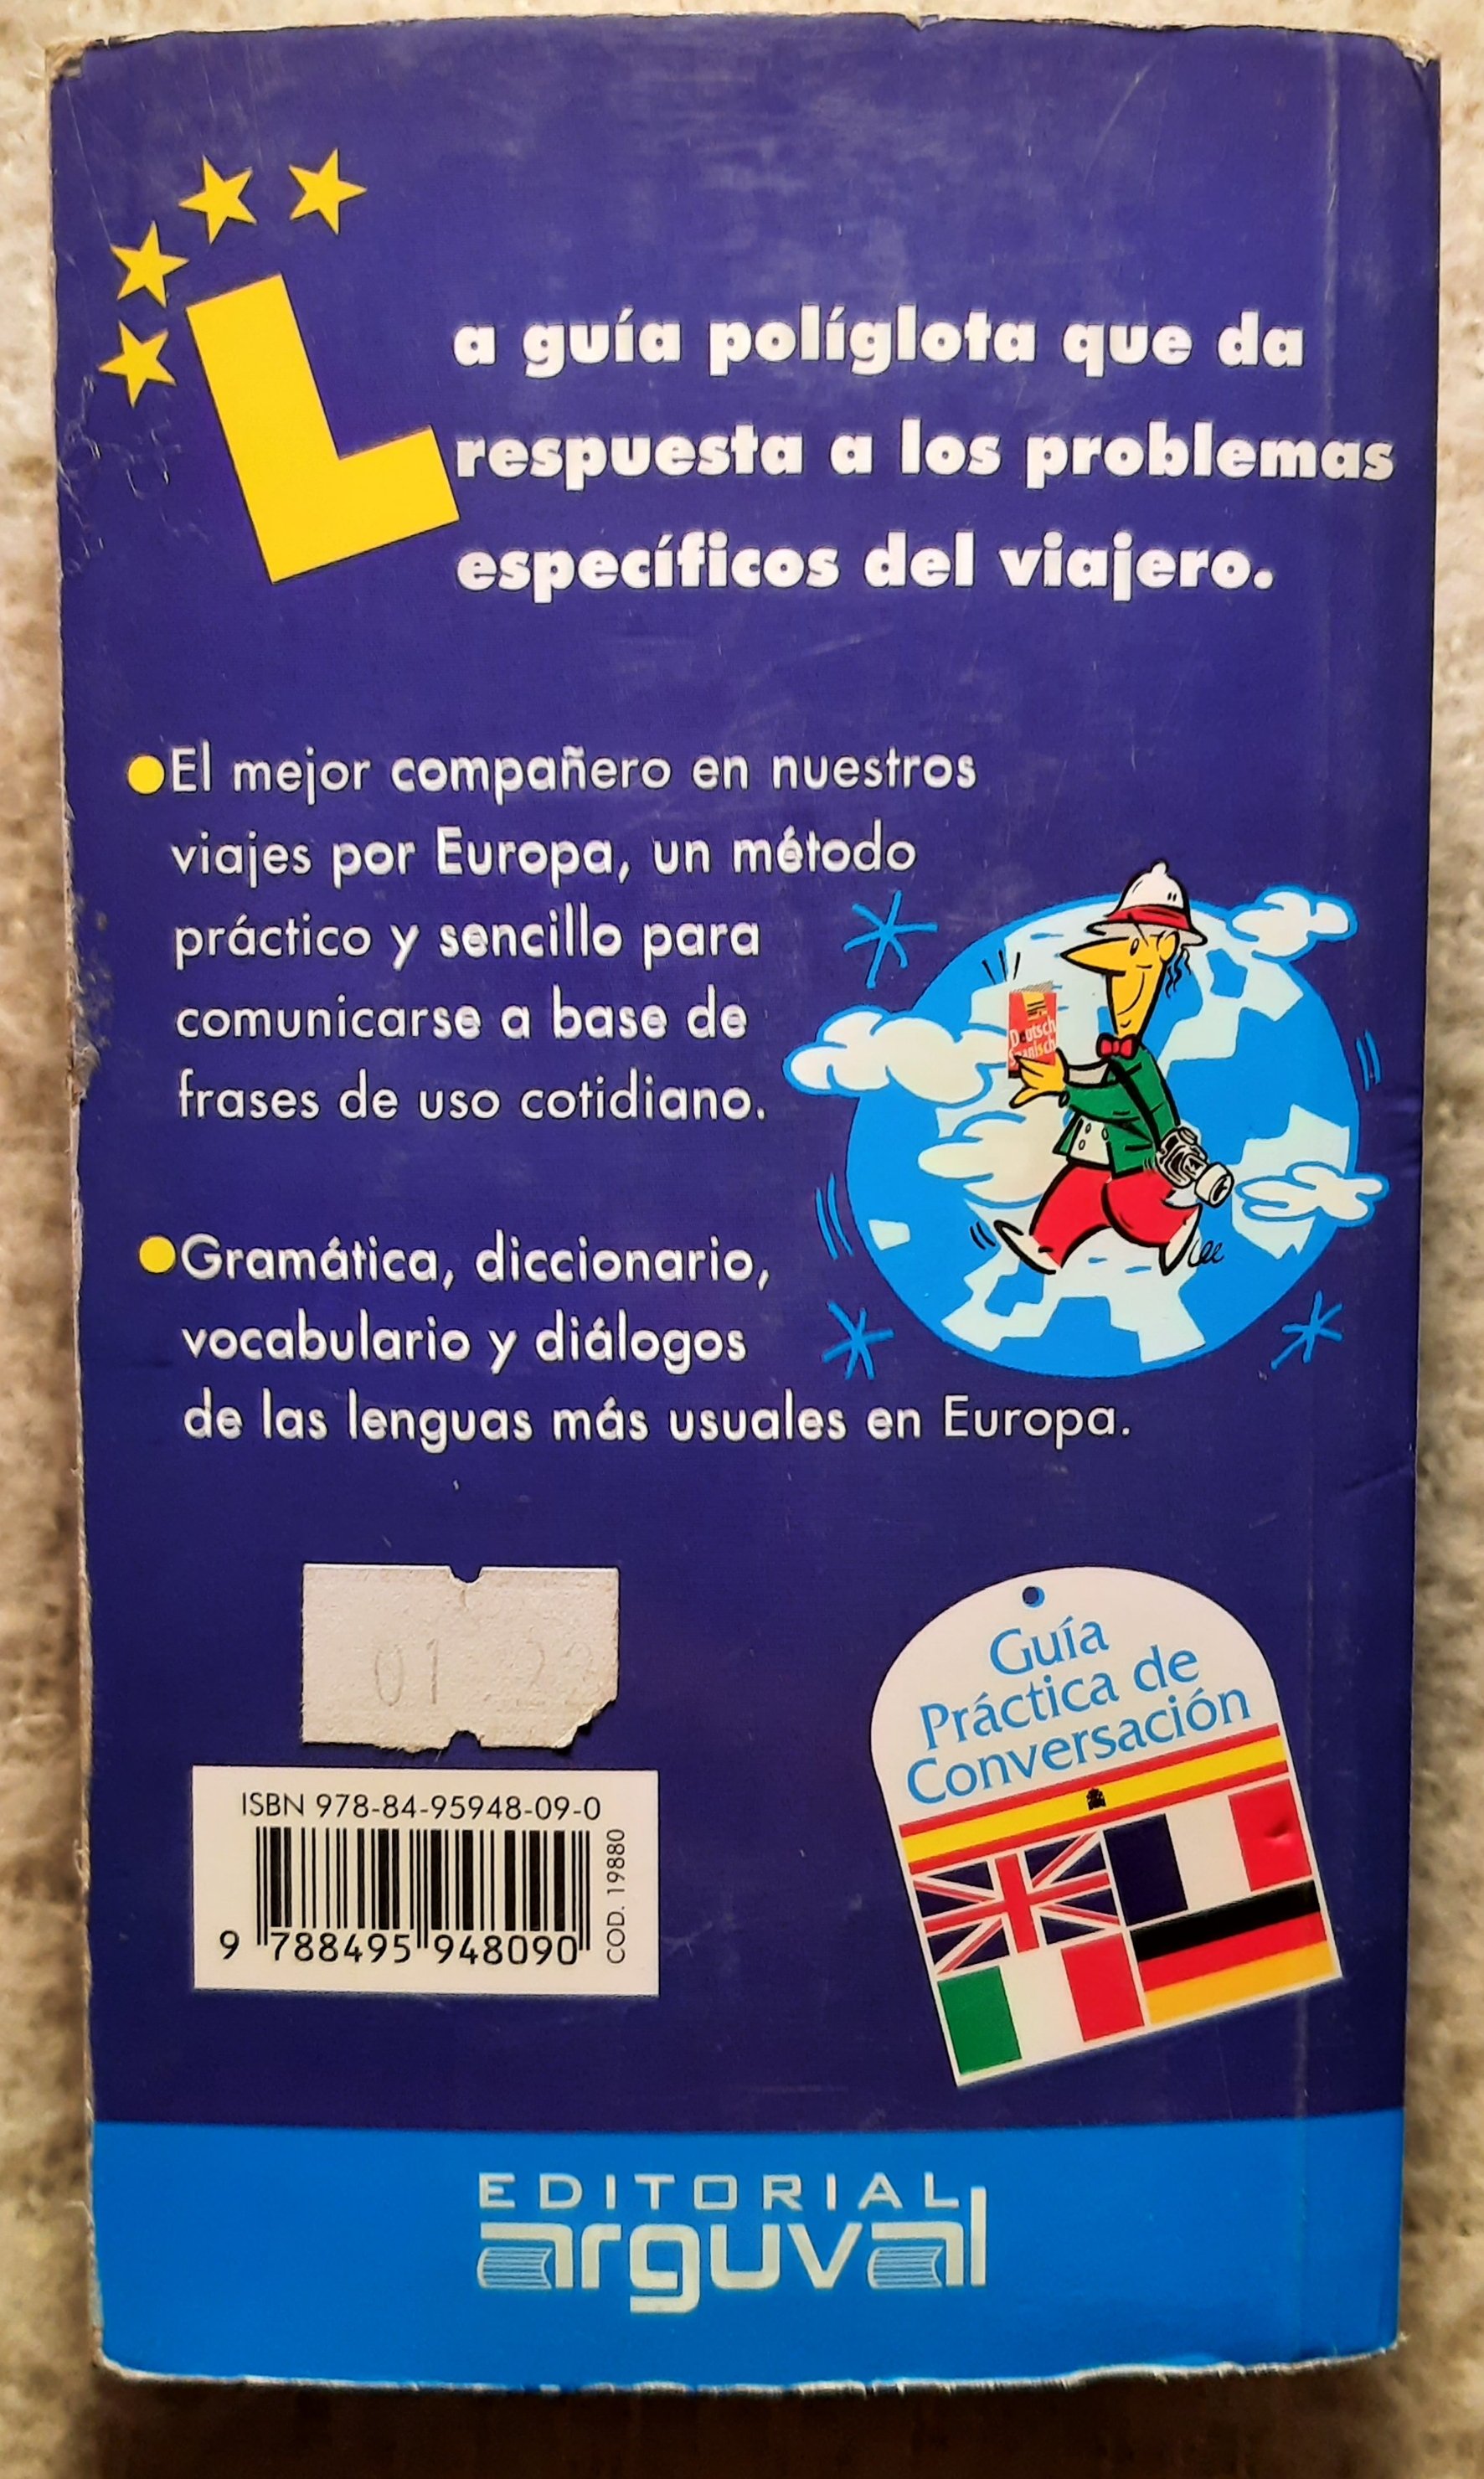 La guía políglota que da
respuesta a los problemas
específicos del viajero.
El mejor compañero en nuestros
viajes por Europa, un método
práctico y sencillo para
comunicarse a base de
frases de uso cotidiano.
Deutsch
Spanisch
Gramática, diccionario,
vocabulario y diálogos
de las lenguas más usuales en Europa.
01 22
Guía
Práctica de
Conversación
ISBN 978-84-95948-09-0
9 788495 948090
COD. 19880
EDITORIAL
arguval